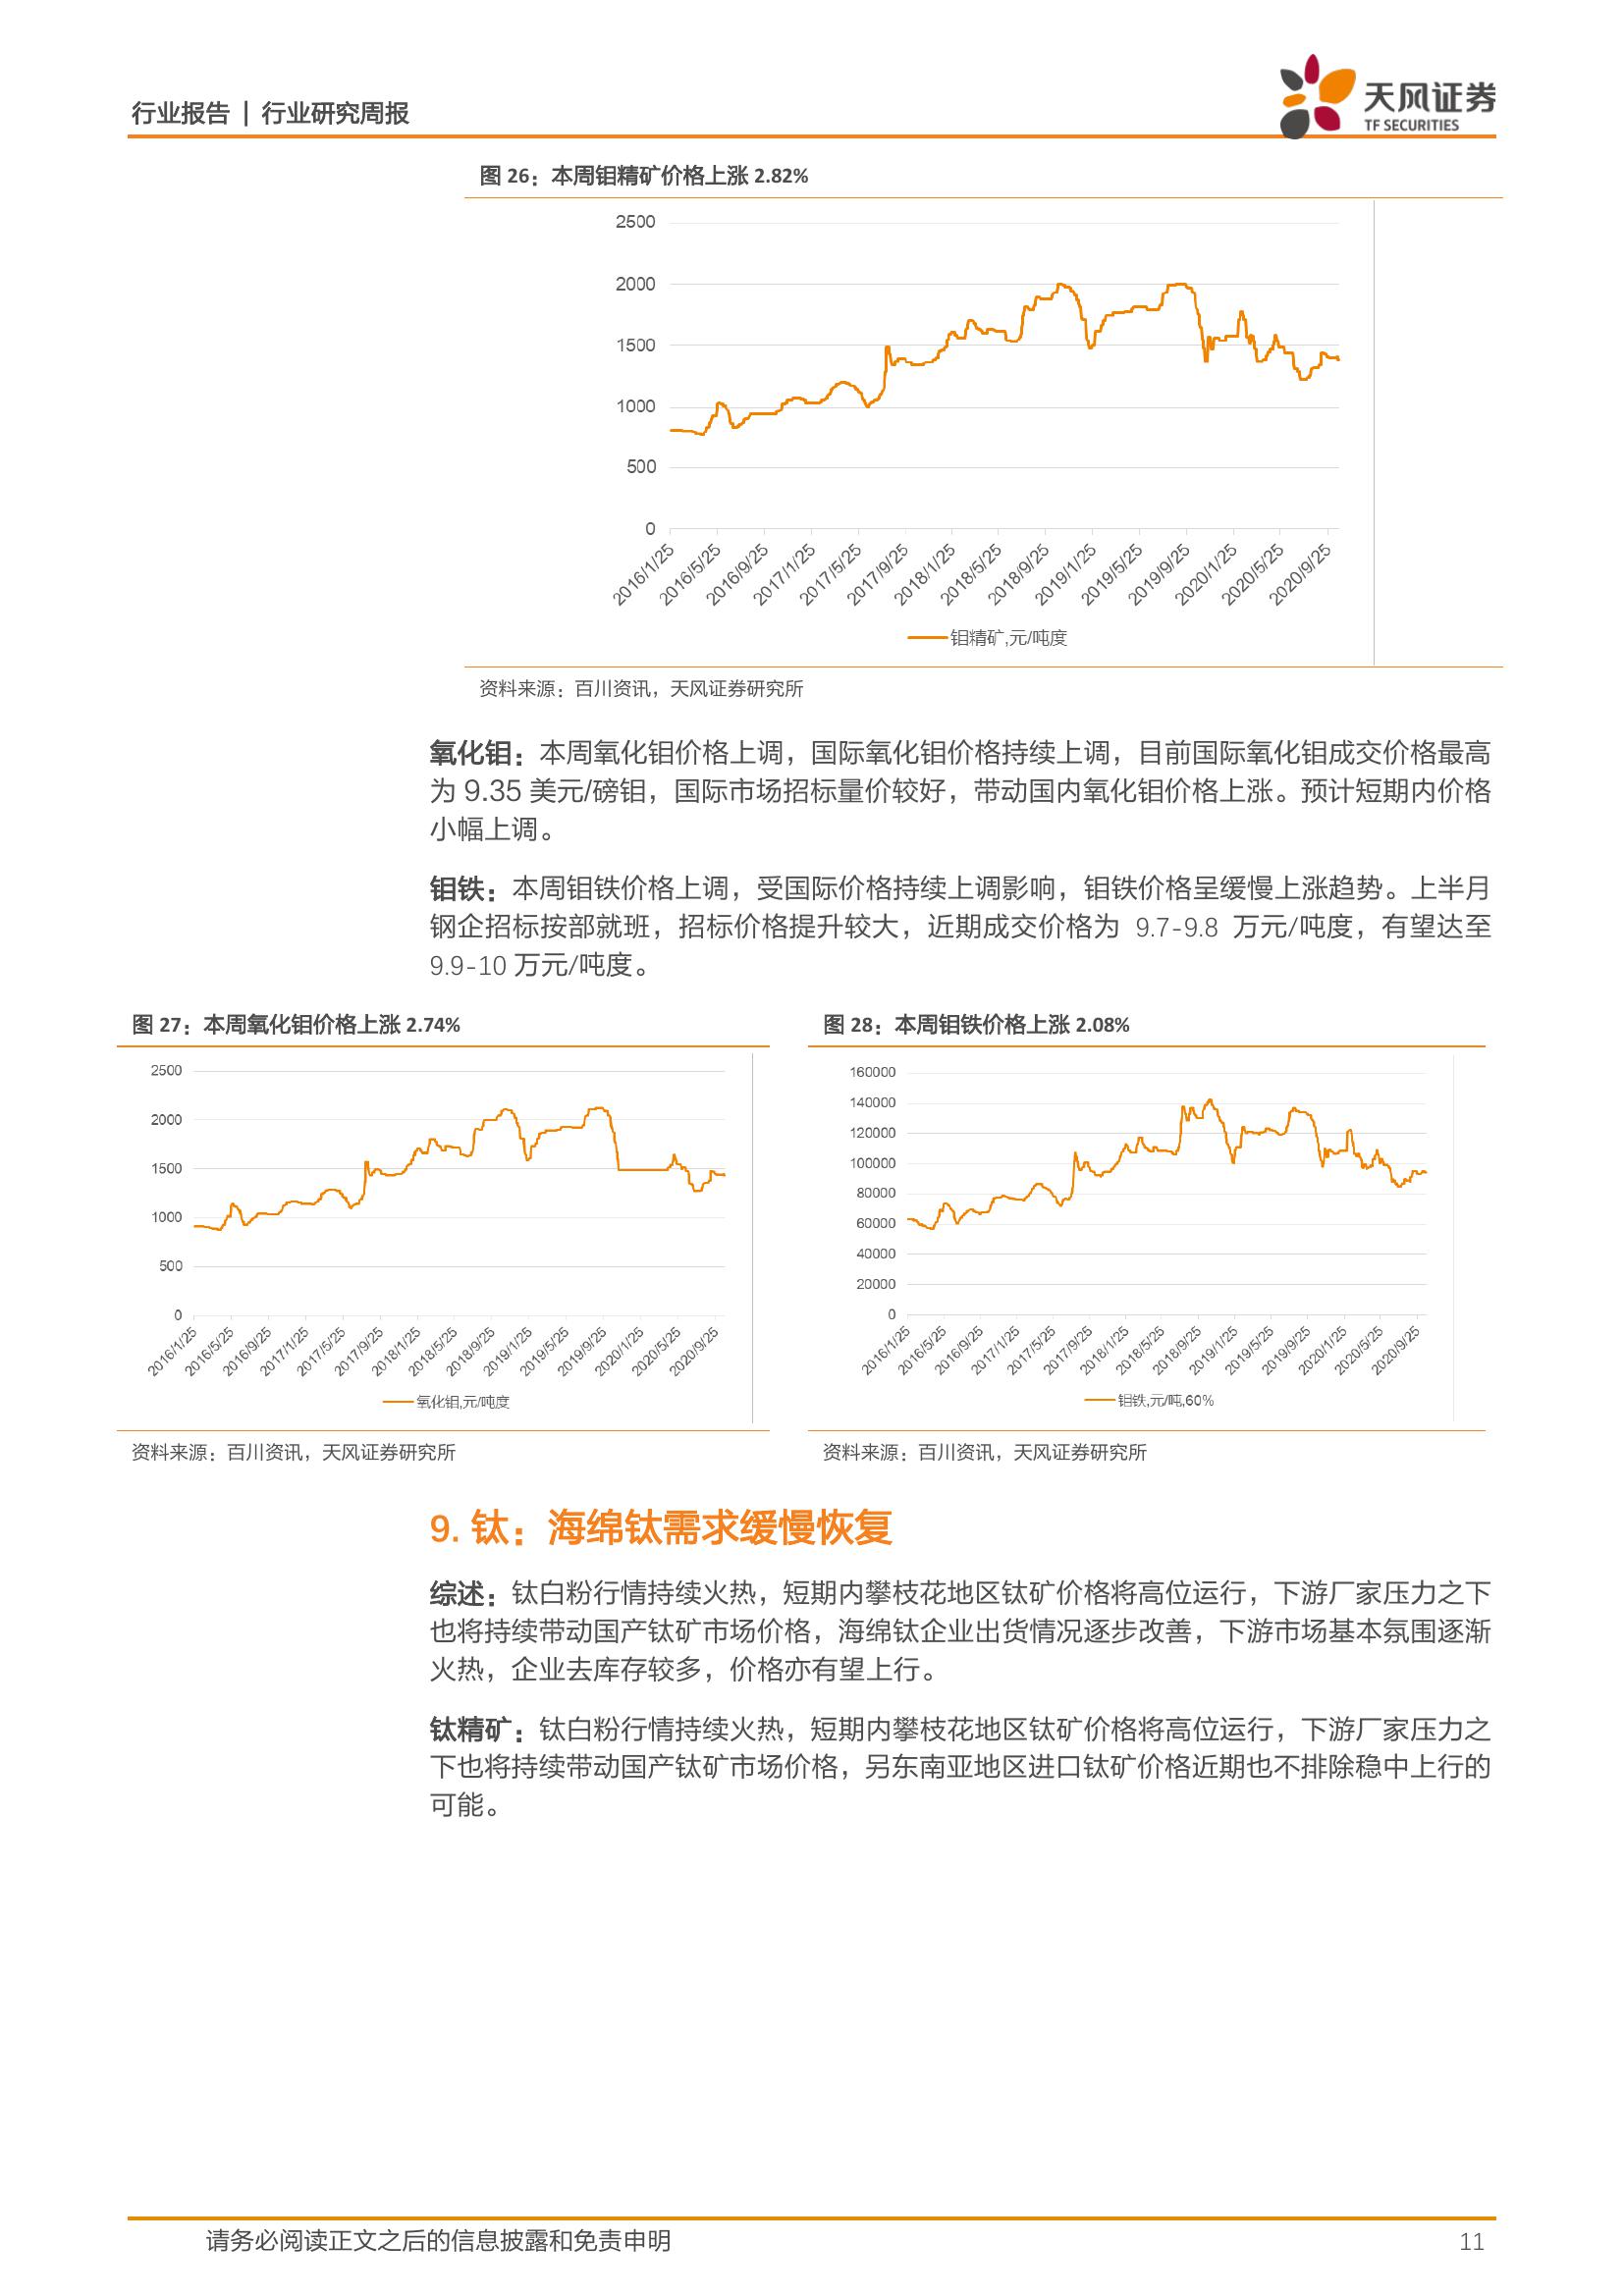 行业报告 | 行业研究周报
天风证券
TF SECURITIES
图 26：本周钼精矿价格上涨 2.82%
2500
2000
1500
1000
500
0
2016/1/25
2016/5/25
2016/9/25
2017/1/25
2017/5/25
2017/9/25
2018/1/25
2018/5/25
2018/9/25
2019/1/25
2019/5/25
2019/9/25
2020/1/25
2020/5/25
2020/9/25
钼精矿,元/吨度
资料来源：百川资讯，天风证券研究所
氧化钼：本周氧化钼价格上调，国际氧化钼价格持续上调，目前国际氧化钼成交价格最高
为 9.35 美元/磅钼，国际市场招标量价较好，带动国内氧化钼价格上涨。预计短期内价格
小幅上调。
钼铁：本周钼铁价格上调，受国际价格持续上调影响，钼铁价格呈缓慢上涨趋势。上半月
钢企招标按部就班，招标价格提升较大，近期成交价格为 9.7-9.8 万元/吨度，有望达至
9.9-10 万元/吨度。
图 27：本周氧化钼价格上涨 2.74%
2500
2000
1500
1000
500
0
2016/1/25
2016/5/25
2016/9/25
2017/1/25
2017/5/25
2017/9/25
2018/1/25
2018/5/25
2018/9/25
2019/1/25
2019/5/25
2019/9/25
2020/1/25
2020/5/25
2020/9/25
氧化钼,元/吨度
资料来源：百川资讯，天风证券研究所
图 28：本周钼铁价格上涨 2.08%
160000
140000
120000
100000
80000
60000
40000
20000
0
2016/1/25
2016/5/25
2016/9/25
2017/1/25
2017/5/25
2017/9/25
2018/1/25
2018/5/25
2018/9/25
2019/1/25
2019/5/25
2019/9/25
2020/1/25
2020/5/25
2020/9/25
钼铁,元/吨,60%
资料来源：百川资讯，天风证券研究所
9. 钛：海绵钛需求缓慢恢复
综述：钛白粉行情持续火热，短期内攀枝花地区钛矿价格将高位运行，下游厂家压力之下
也将持续带动国产钛矿市场价格，海绵钛企业出货情况逐步改善，下游市场基本氛围逐渐
火热，企业去库存较多，价格亦有望上行。
钛精矿：钛白粉行情持续火热，短期内攀枝花地区钛矿价格将高位运行，下游厂家压力之
下也将持续带动国产钛矿市场价格，另东南亚地区进口钛矿价格近期也不排除稳中上行的
可能。
请务必阅读正文之后的信息披露和免责申明
11